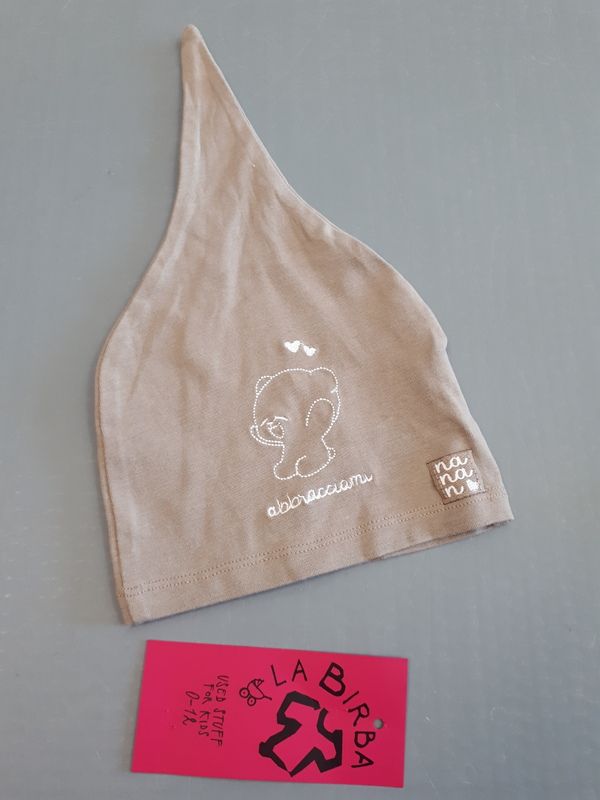 abbracciami
na
na
n
LA BIRBA
USED STUFF
FOR KIDS
0-12